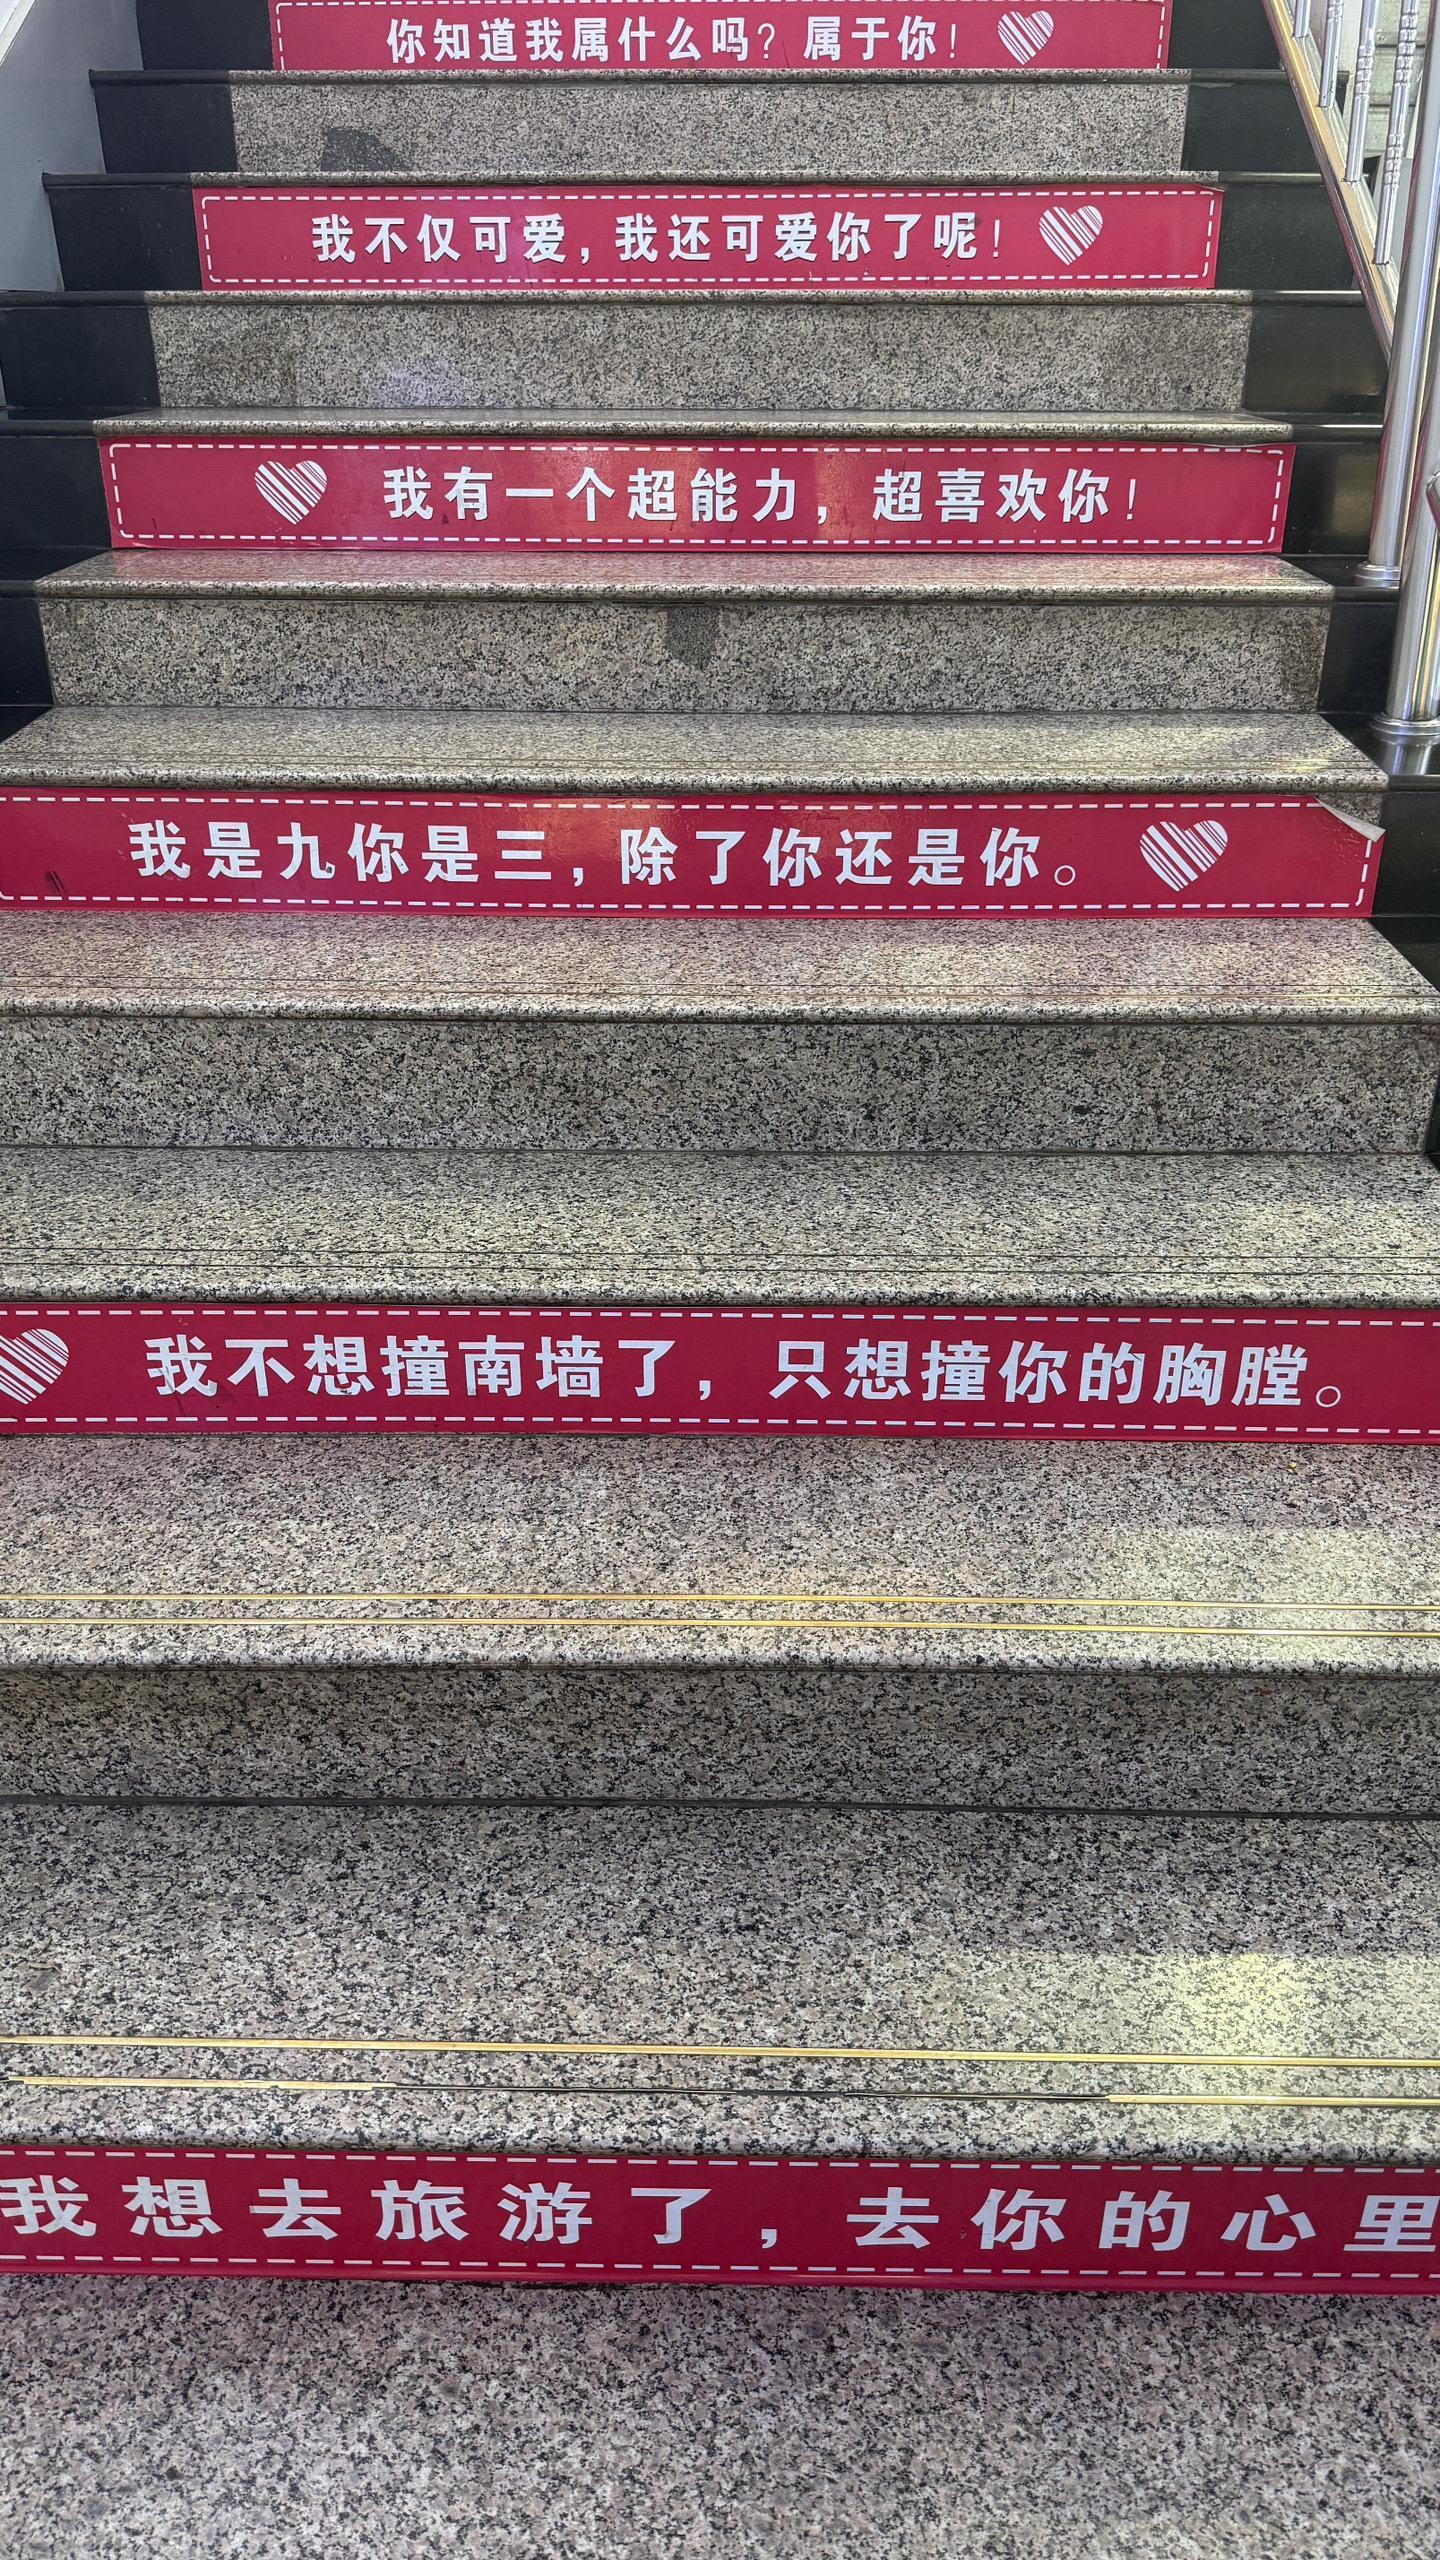 你知道我属什么吗？属于你！
我不仅可爱，我还可爱你了呢！
我有一个超能力，超喜欢你！
我是九你是三，除了你还是你。
我不想撞南墙了，只想撞你的胸膛。
我想去旅游了，去你的心里